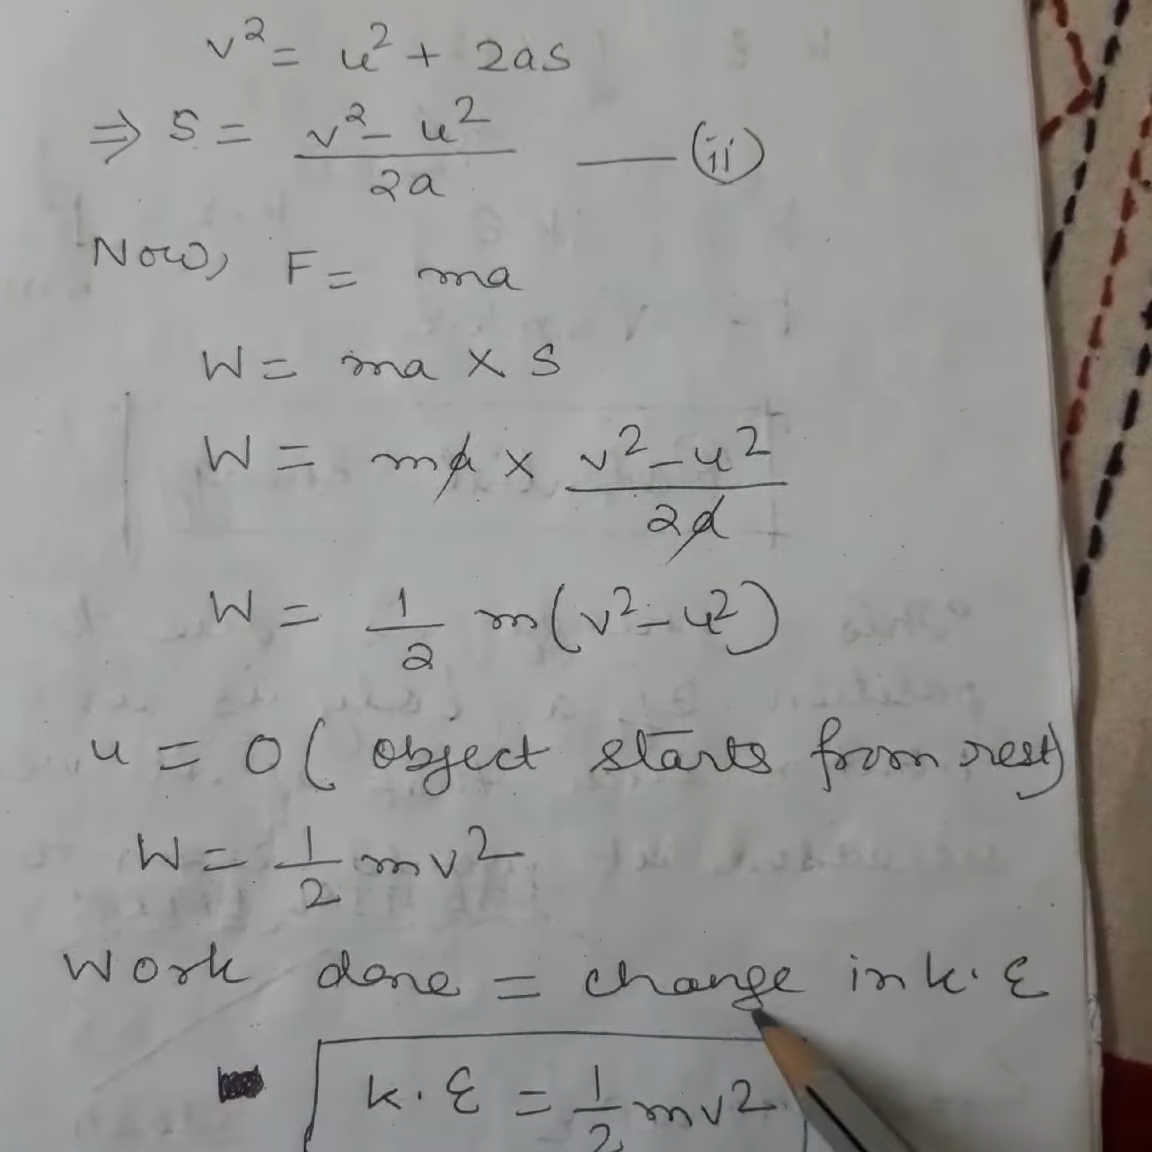 v² = u² + 2as
⇒ s = (v² - u²)/2a —— (ii)
Now, F = ma
W = ma × s
W = ma × (v² - u²)/2a
W = 1/2 m(v² - u²)
u = 0 ( object starts from rest)
W = 1/2 mv²
Work done = change in k.E
k.E = 1/2 mv²